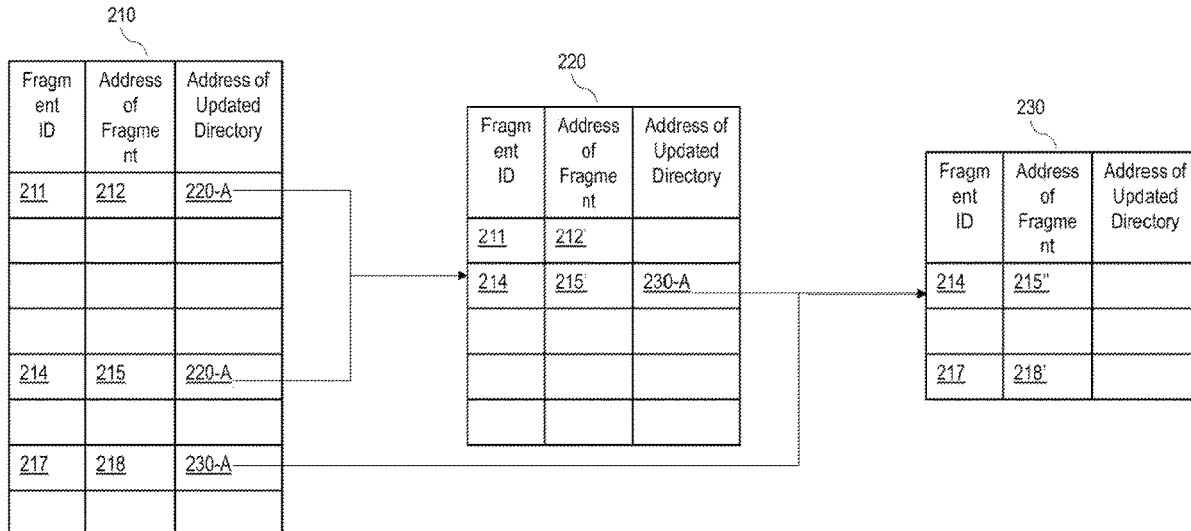 210
Fragm
ent
ID
Address
of
Fragme
nt
Address of
Updated
Directory
211 212 220-A
214 215 220-A
217 218 230-A
220
Fragm
ent
ID
Address
of
Fragme
nt
Address of
Updated
Directory
211 212'
214 215' 230-A
230
Fragm
ent
ID
Address
of
Fragme
nt
Address of
Updated
Directory
214 215"
217 218'